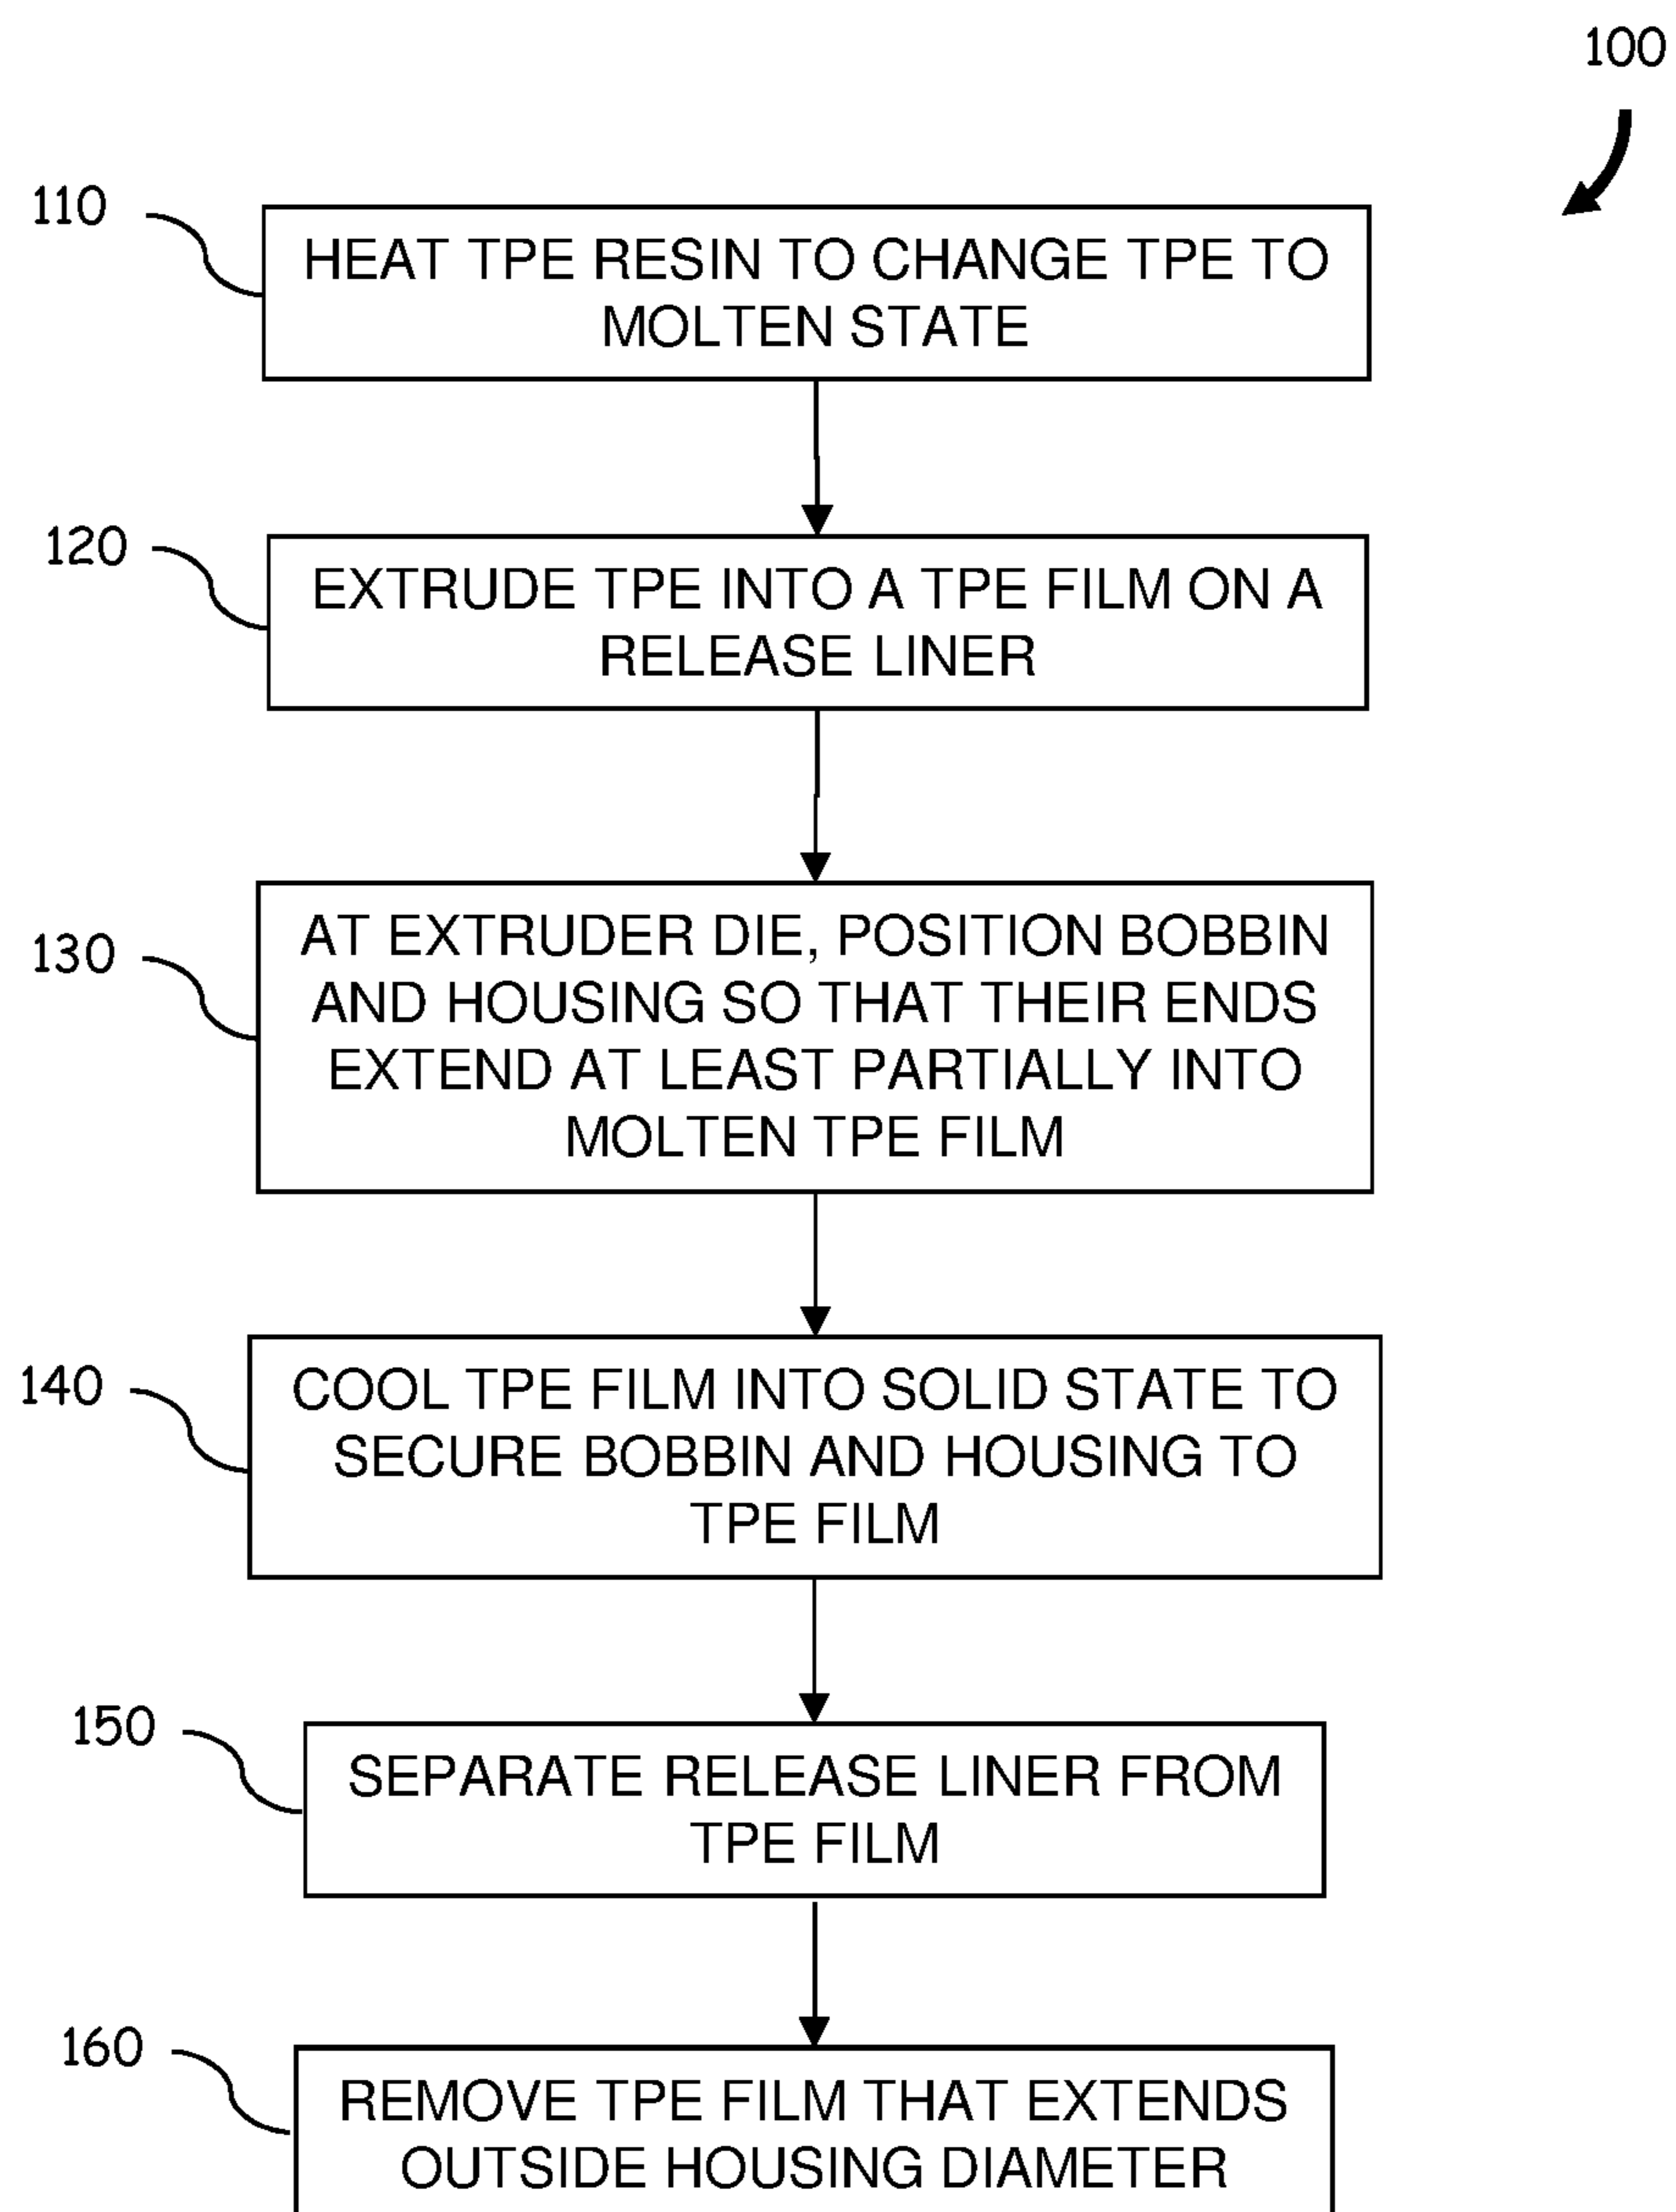 100
110
HEAT TPE RESIN TO CHANGE TPE TO
MOLTEN STATE
120
EXTRUDE TPE INTO A TPE FILM ON A
RELEASE LINER
130
AT EXTRUDER DIE, POSITION BOBBIN
AND HOUSING SO THAT THEIR ENDS
EXTEND AT LEAST PARTIALLY INTO
MOLTEN TPE FILM
140
COOL TPE FILM INTO SOLID STATE TO
SECURE BOBBIN AND HOUSING TO
TPE FILM
150
SEPARATE RELEASE LINER FROM
TPE FILM
160
REMOVE TPE FILM THAT EXTENDS
OUTSIDE HOUSING DIAMETER